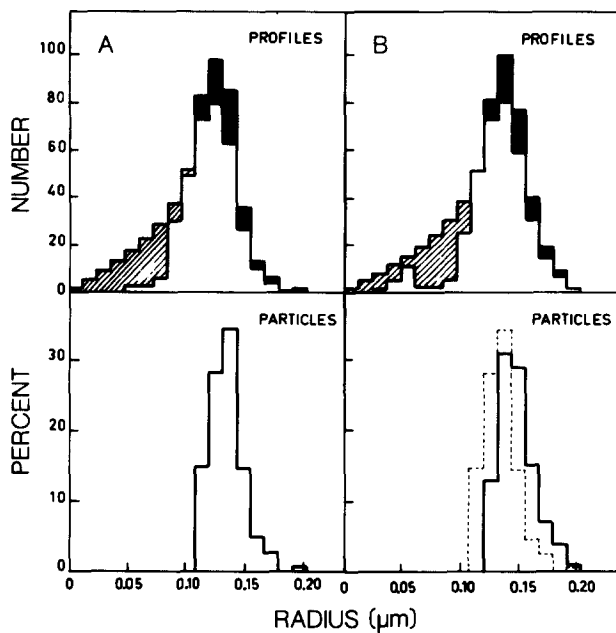 A
PROFILES
B
PROFILES
NUMBER
100
80
60
40
20
0
PARTICLES
PARTICLES
PERCENT
30
20
10
0
0 0.05 0.10 0.15 0.20
0,05 0.10 0.15 0.20
RADIUS (µm)